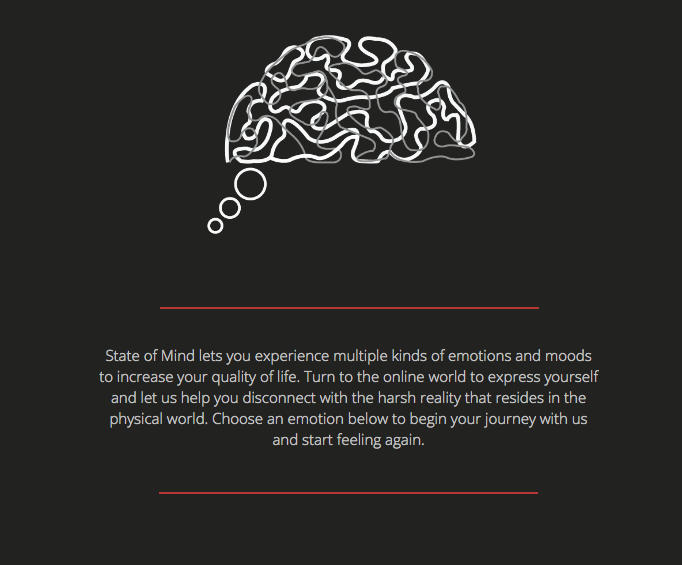 State of Mind lets you experience multiple kinds of emotions and moods
to increase your quality of life. Turn to the online world to express yourself
and let us help you disconnect with the harsh reality that resides in the
physical world. Choose an emotion below to begin your journey with us
and start feeling again.